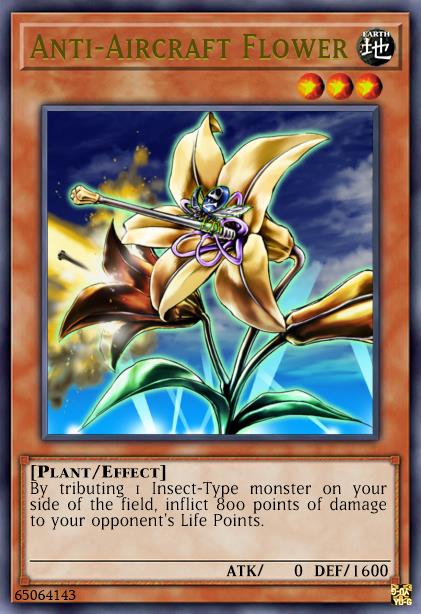 ANTI-AIRCRAFT FLOWER
EARTH
地
[PLANT/EFFECT]
By tributing 1 Insect-Type monster on your
side of the field, inflict 800 points of damage
to your opponent's Life Points.
ATK/ 0 DEF/1600
65064143